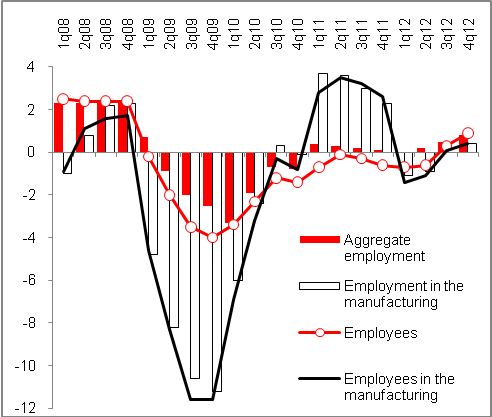 1q08 2q08 3q08 4q08 1q09 2q09 3q09 4q09 1q10 2q10 3q10 4q10 1q11 2q11 3q11 4q11 1q12 2q12 3q12 4q12
4
2
0
-2
-4
-6
-8
-10
-12
Aggregate
employment
Employment in the
manufacturing
Employees
Employees in the
manufacturing